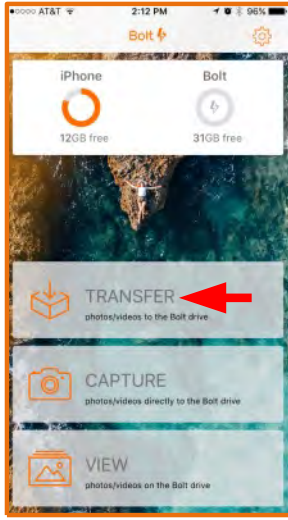 AT&T 2:12 PM 96%
Bolt
iPhone Bolt
12GB free 31GB free
TRANSFER
photos/videos to the Bolt drive
CAPTURE
photos/videos directly to the Bolt drive
VIEW
photos/videos on the Bolt drive